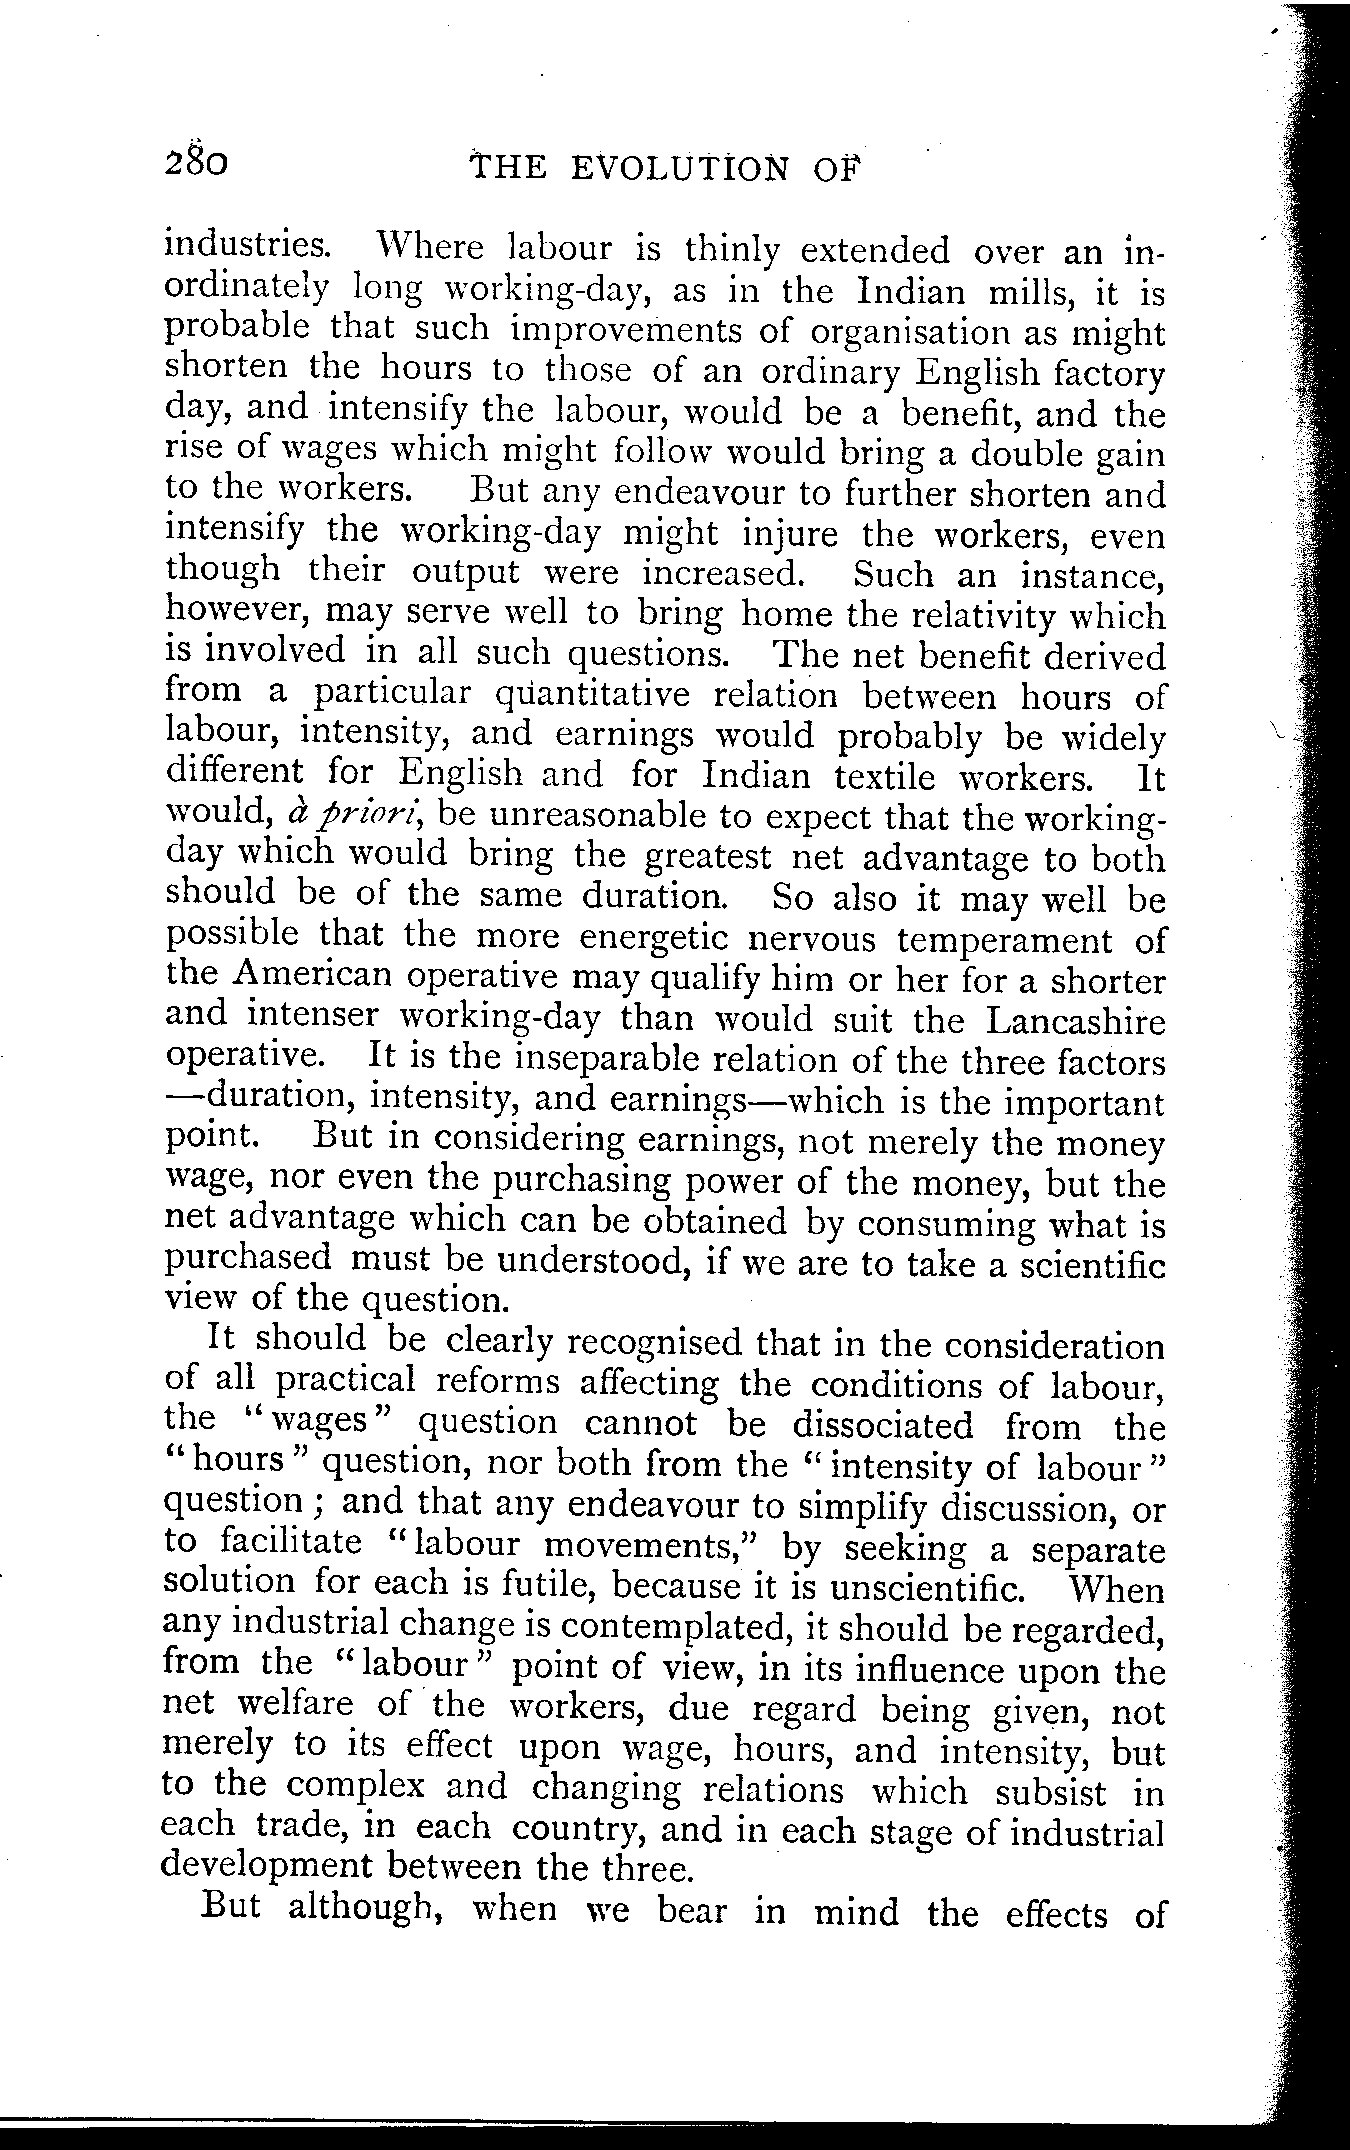 280 THE EVOLUTION OF
industries. Where labour is thinly extended over an in-
ordinately long working-day, as in the Indian mills, it is
probable that such improvements of organisation as might
shorten the hours to those of an ordinary English factory
day, and intensify the labour, would be a benefit, and the
rise of wages which might follow would bring a double gain
to the workers. But any endeavour to further shorten and
intensify the working-day might injure the workers, even
though their output were increased. Such an instance,
however, may serve well to bring home the relativity which
is involved in all such questions. The net benefit derived
from a particular quantitative relation between hours of
labour, intensity, and earnings would probably be widely
different for English and for Indian textile workers. It
would, à priori, be unreasonable to expect that the working-
day which would bring the greatest net advantage to both
should be of the same duration. So also it may well be
possible that the more energetic nervous temperament of
the American operative may qualify him or her for a shorter
and intenser working-day than would suit the Lancashire
operative. It is the inseparable relation of the three factors
—duration, intensity, and earnings—which is the important
point. But in considering earnings, not merely the money
wage, nor even the purchasing power of the money, but the
net advantage which can be obtained by consuming what is
purchased must be understood, if we are to take a scientific
view of the question.
It should be clearly recognised that in the consideration
of all practical reforms affecting the conditions of labour,
the "wages" question cannot be dissociated from the
"hours" question, nor both from the "intensity of labour"
question; and that any endeavour to simplify discussion, or
to facilitate "labour movements," by seeking a separate
solution for each is futile, because it is unscientific. When
any industrial change is contemplated, it should be regarded,
from the "labour" point of view, in its influence upon the
net welfare of the workers, due regard being given, not
merely to its effect upon wage, hours, and intensity, but
to the complex and changing relations which subsist in
each trade, in each country, and in each stage of industrial
development between the three.
But although, when we bear in mind the effects of